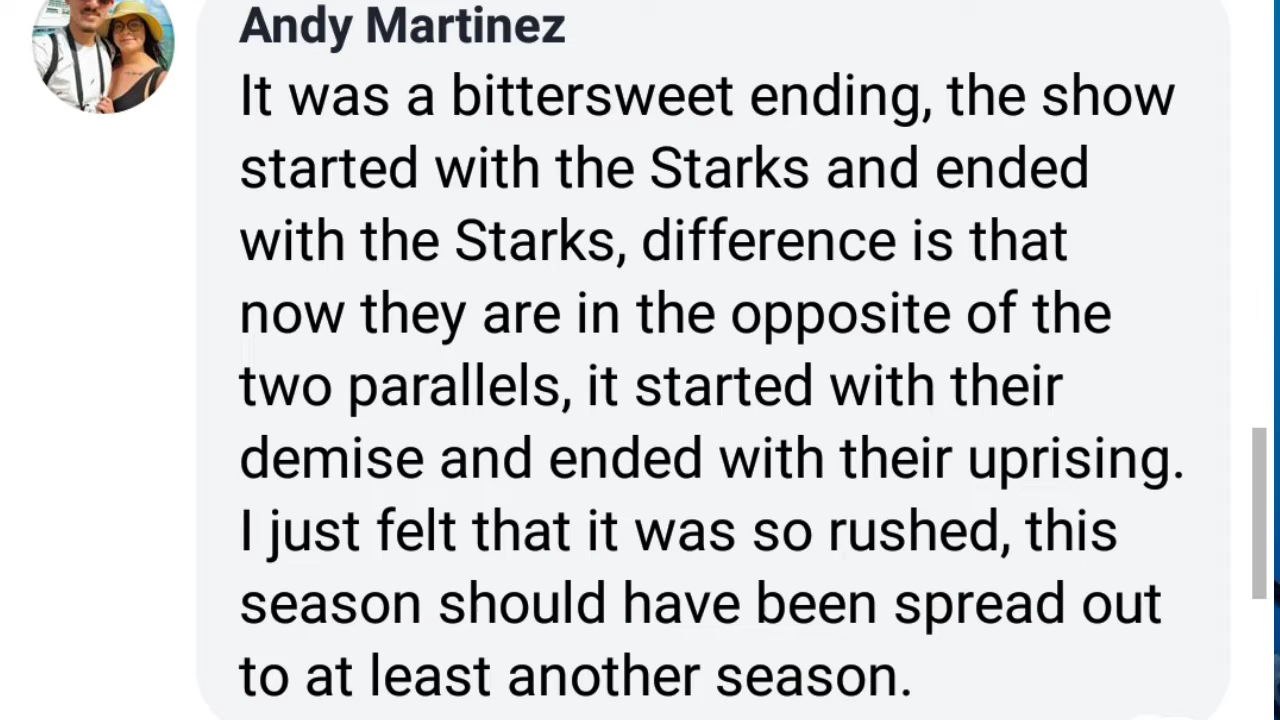 Andy Martinez
It was a bittersweet ending, the show
started with the Starks and ended
with the Starks, difference is that
now they are in the opposite of the
two parallels, it started with their
demise and ended with their uprising.
I just felt that it was so rushed, this
season should have been spread out
to at least another season.